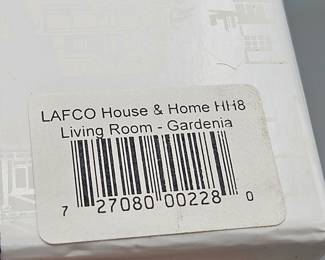 LAFCO House & Home HH8
Living Room - Gardenia
7 27080 00228 0